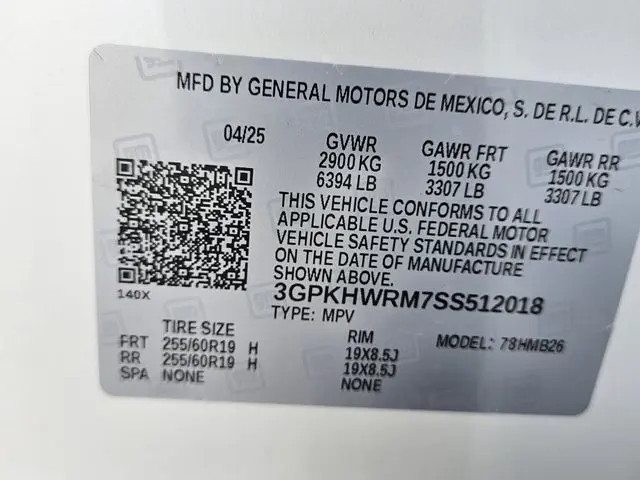 MFD BY GENERAL MOTORS DE MEXICO, S. DE R.L. DE C.V
04/25
GVWR
2900 KG
6394 LB
GAWR FRT
1500 KG
3307 LB
GAWR RR
1500 KG
3307 LB
THIS VEHICLE CONFORMS TO ALL
APPLICABLE U.S. FEDERAL MOTOR
VEHICLE SAFETY STANDARDS IN EFFECT
ON THE DATE OF MANUFACTURE
SHOWN ABOVE.
140X
3GPKHWRM7SS512018
TYPE: MPV
TIRE SIZE
RIM
MODEL: 78HMB26
FRT 255/60R19 H 19X8.5J
RR 255/60R19 H 19X8.5J
SPA NONE NONE